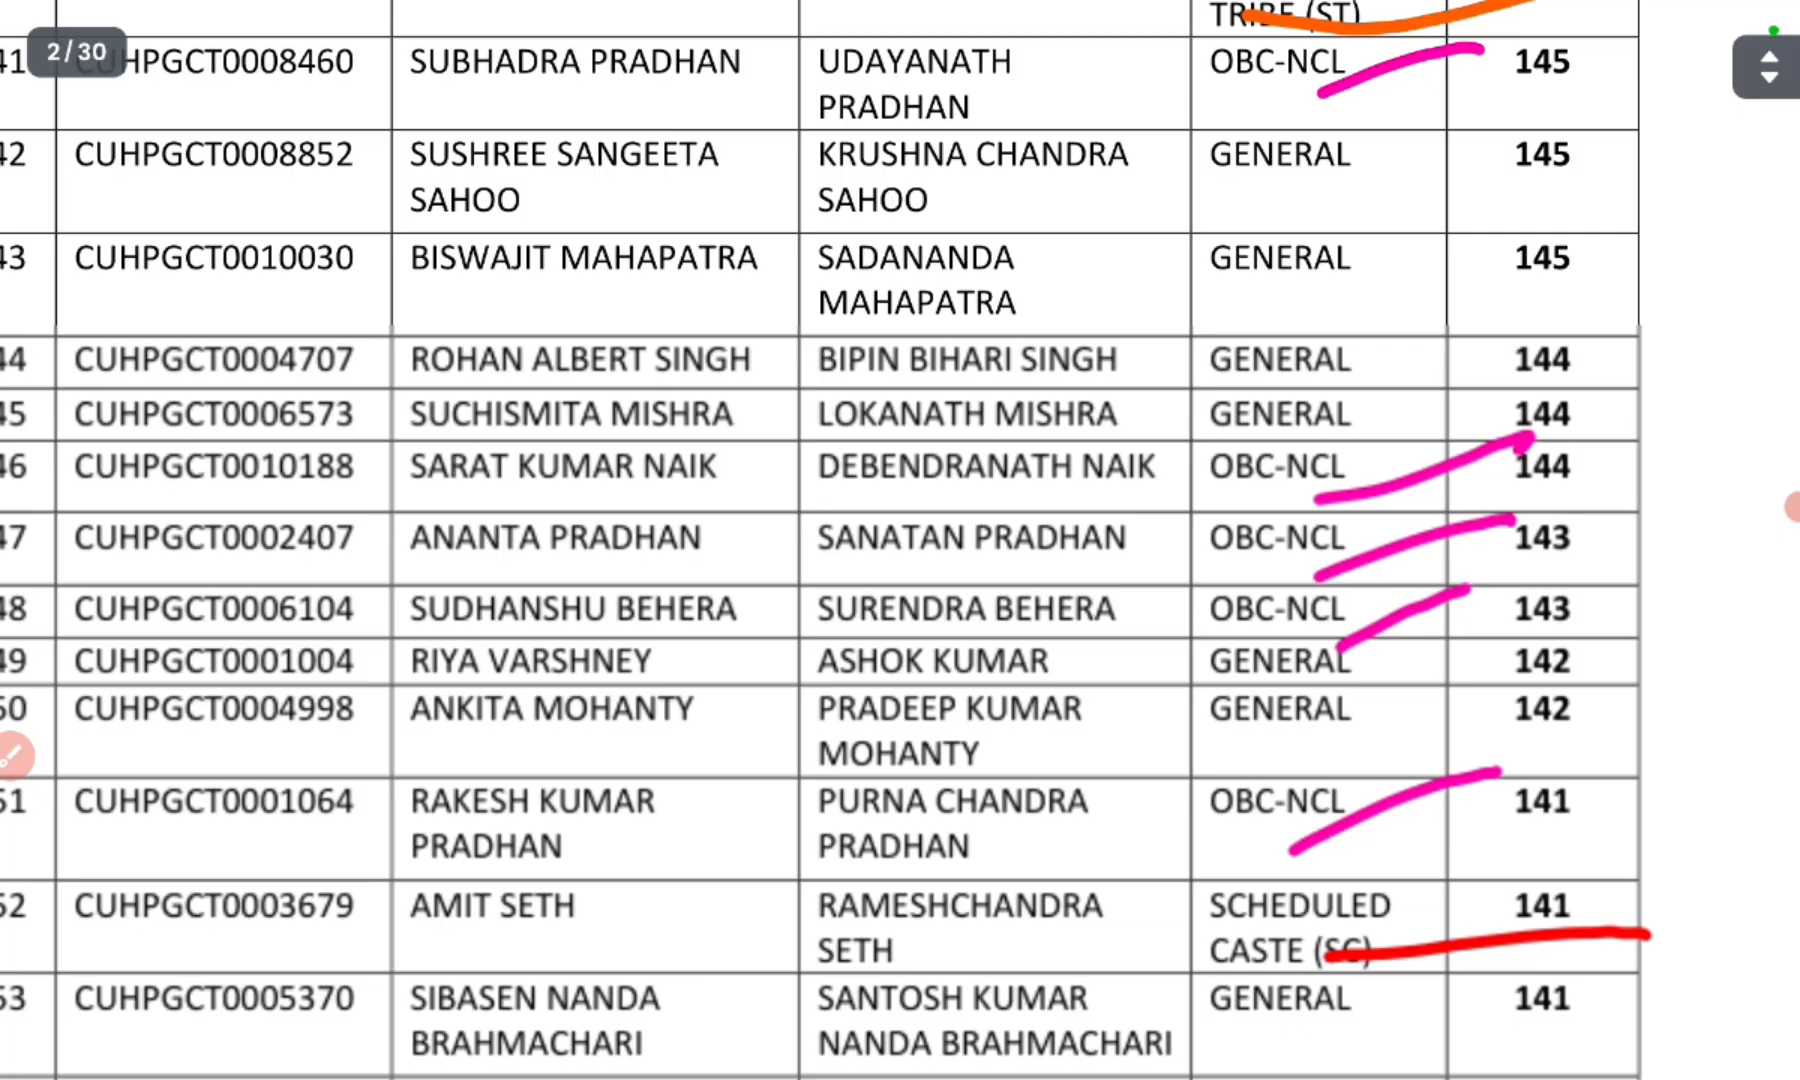 TRIBE (ST)
2/30
41 HPGCT0008460 SUBHADRA PRADHAN UDAYANATH OBC-NCL 145
PRADHAN
42 CUHPGCT0008852 SUSHREE SANGEETA KRUSHNA CHANDRA GENERAL 145
SAHOO SAHOO
43 CUHPGCT0010030 BISWAJIT MAHAPATRA SADANANDA GENERAL 145
MAHAPATRA
44 CUHPGCT0004707 ROHAN ALBERT SINGH BIPIN BIHARI SINGH GENERAL 144
45 CUHPGCT0006573 SUCHISMITA MISHRA LOKANATH MISHRA GENERAL 144
46 CUHPGCT0010188 SARAT KUMAR NAIK DEBENDRANATH NAIK OBC-NCL 144
47 CUHPGCT0002407 ANANTA PRADHAN SANATAN PRADHAN OBC-NCL 143
48 CUHPGCT0006104 SUDHANSHU BEHERA SURENDRA BEHERA OBC-NCL 143
49 CUHPGCT0001004 RIYA VARSHNEY ASHOK KUMAR GENERAL 142
50 CUHPGCT0004998 ANKITA MOHANTY PRADEEP KUMAR GENERAL 142
MOHANTY
51 CUHPGCT0001064 RAKESH KUMAR PURNA CHANDRA OBC-NCL 141
PRADHAN PRADHAN
52 CUHPGCT0003679 AMIT SETH RAMESHCHANDRA SCHEDULED 141
SETH CASTE (SC)
53 CUHPGCT0005370 SIBASEN NANDA SANTOSH KUMAR GENERAL 141
BRAHMACHARI NANDA BRAHMACHARI